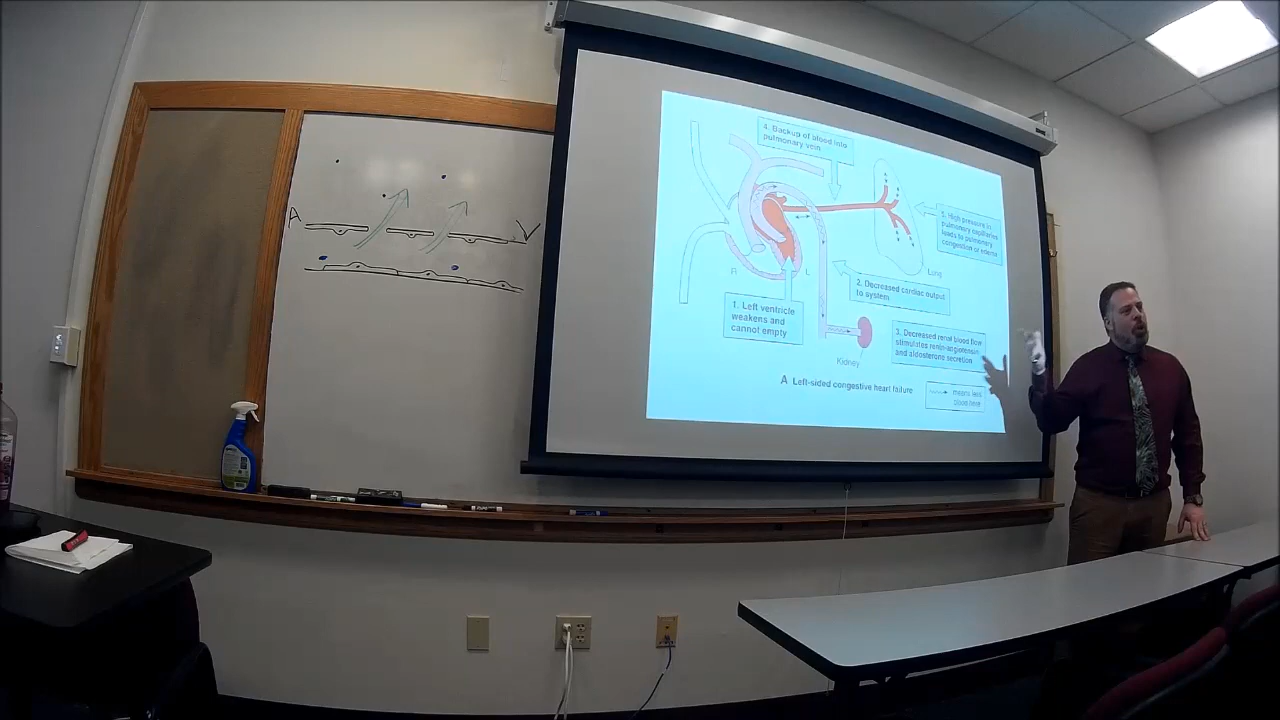 A
V
4. Backup of blood into
pulmonary vein
5. High pressure in
pulmonary capillaries
leads to pulmonary
congestion or edema
R
L
Lung
2. Decreased cardiac output
to system
1. Left ventricle
weakens and
cannot empty
3. Decreased renal blood flow
stimulates renin-angiotensin
and aldosterone secretion
Kidney
A Left-sided congestive heart failure
means less
blood here